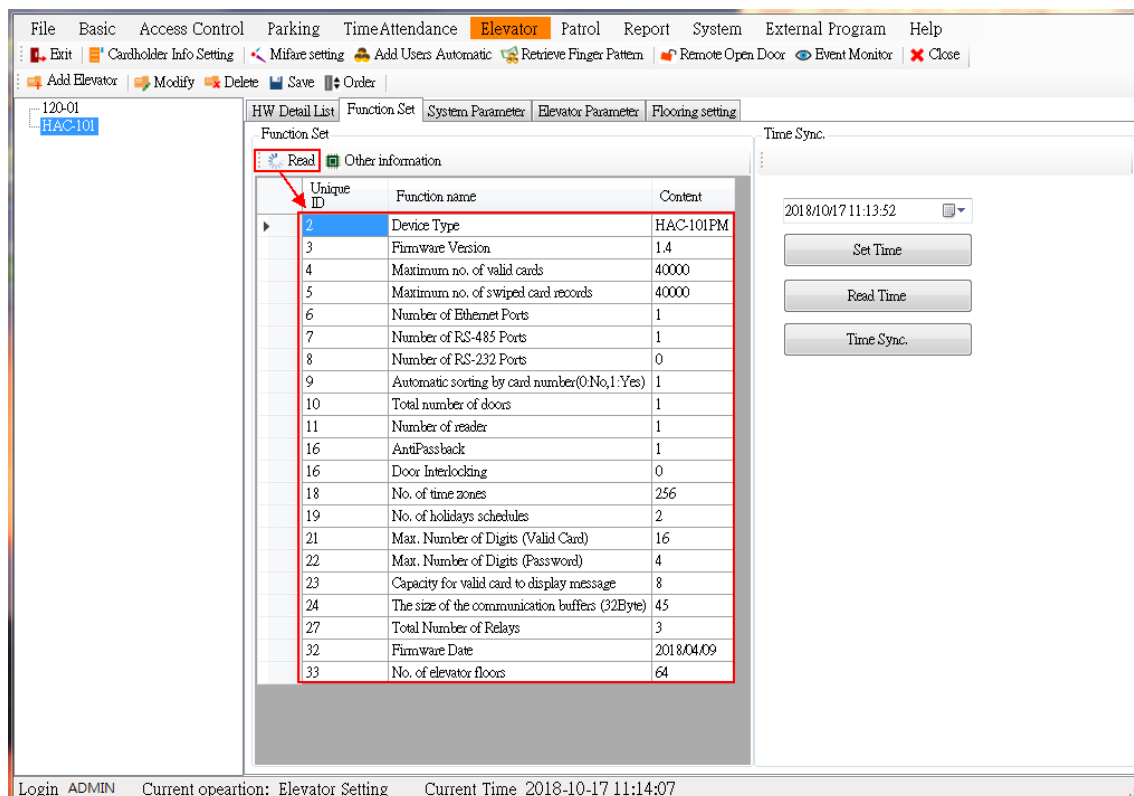 File Basic Access Control Parking TimeAttendance Elevator Patrol Report System External Program Help
Exit Cardholder Info Setting Mifare setting Add Users Automatic Retrieve Finger Pattern Remote Open Door Event Monitor Close
Add Elevator Modify Delete Save Order
120-01
HAC-101
HW Detail List Function Set System Parameter Elevator Parameter Flooring setting
Function Set
Time Sync.
Read Other information
Unique ID Function name Content
2 Device Type HAC-101PM
3 Firmware Version 1.4
4 Maximum no. of valid cards 40000
5 Maximum no. of swiped card records 40000
6 Number of Ethernet Ports 1
7 Number of RS-485 Ports 1
8 Number of RS-232 Ports 0
9 Automatic sorting by card number(0:No,1:Yes) 1
10 Total number of doors 1
11 Number of reader 1
16 AntiPassback 1
16 Door Interlocking 0
18 No. of time zones 256
19 No. of holidays schedules 2
21 Max. Number of Digits (Valid Card) 16
22 Max. Number of Digits (Password) 4
23 Capacity for valid card to display message 8
24 The size of the communication buffers (32Byte) 45
27 Total Number of Relays 3
32 Firmware Date 2018/04/09
33 No. of elevator floors 64
2018/10/17 11:13:52
Set Time
Read Time
Time Sync.
Login ADMIN Current opeartion: Elevator Setting Current Time 2018-10-17 11:14:07